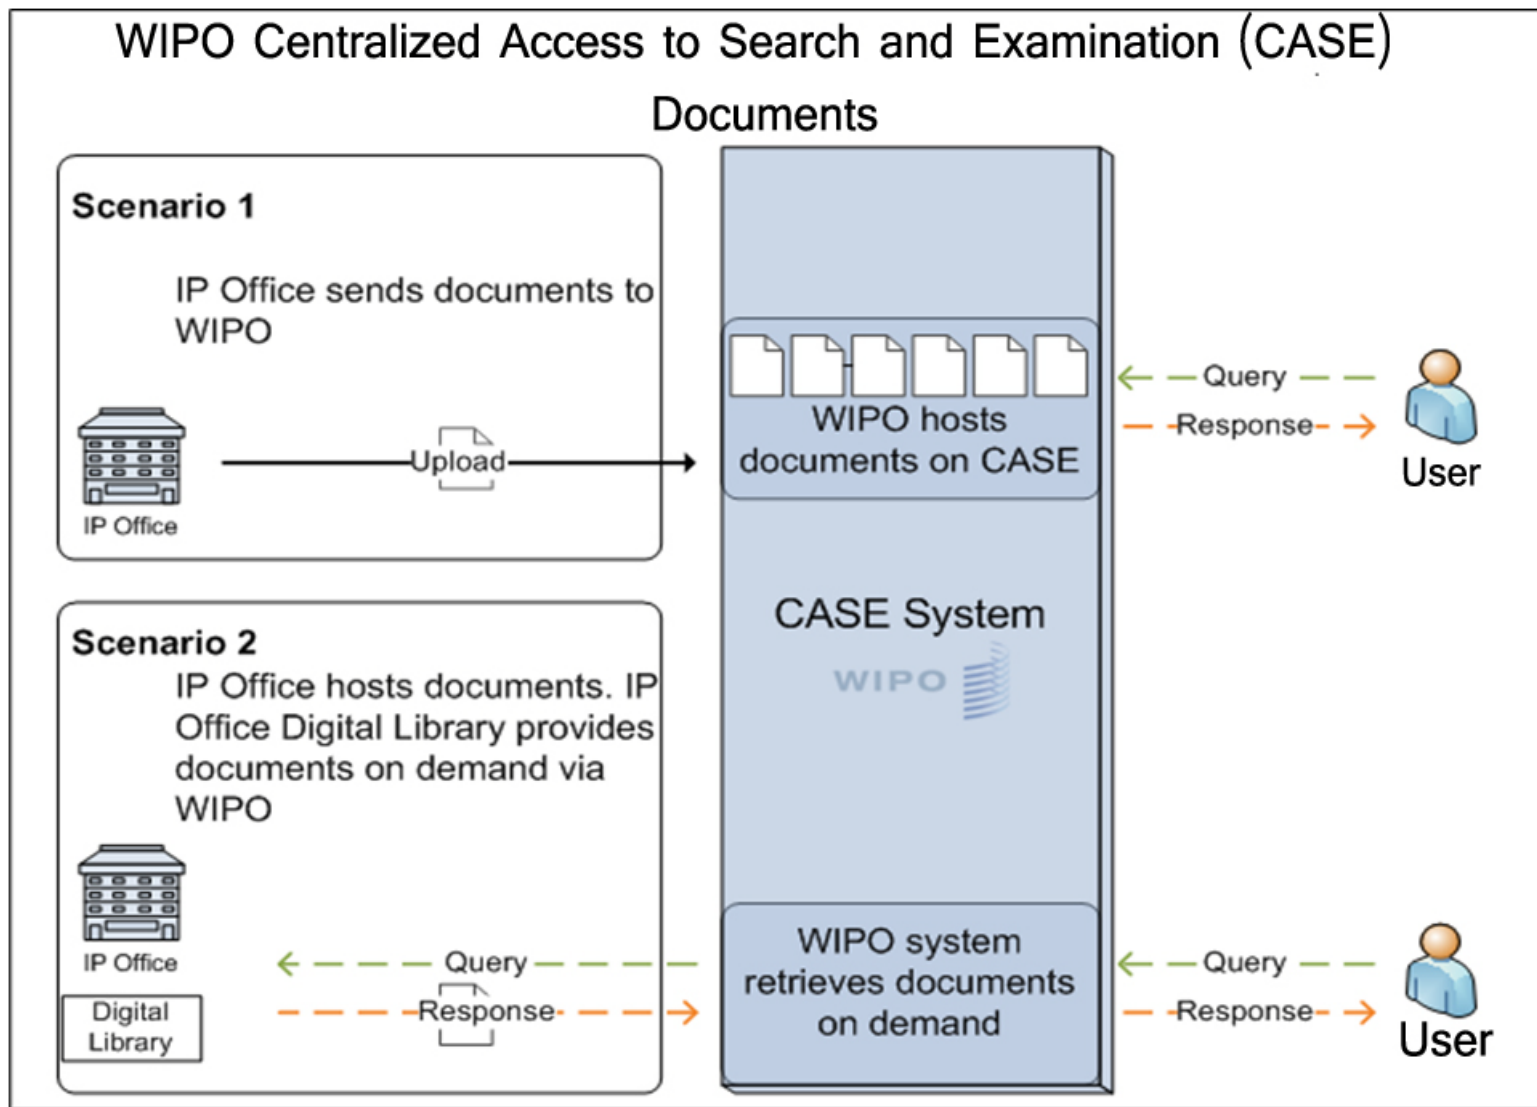 WIPO Centralized Access to Search and Examination (CASE)
Documents
Scenario 1
IP Office sends documents to
WIPO
Upload
IP Office
WIPO hosts
documents on CASE
Query
Response
User
CASE System
WIPO
Scenario 2
IP Office hosts documents. IP
Office Digital Library provides
documents on demand via
WIPO
IP Office
Digital
Library
Query
Response
WIPO system
retrieves documents
on demand
Query
Response
User